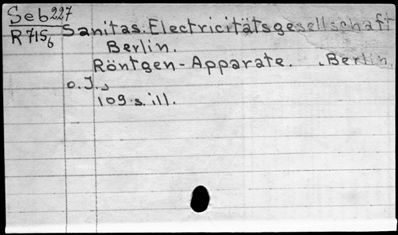 Seb 227
R 715 6 Sanitas. Electricitätsgesellschaft
Berlin.
Röntgen-Apparate. Berlin,
o.J.,
109 s. ill.